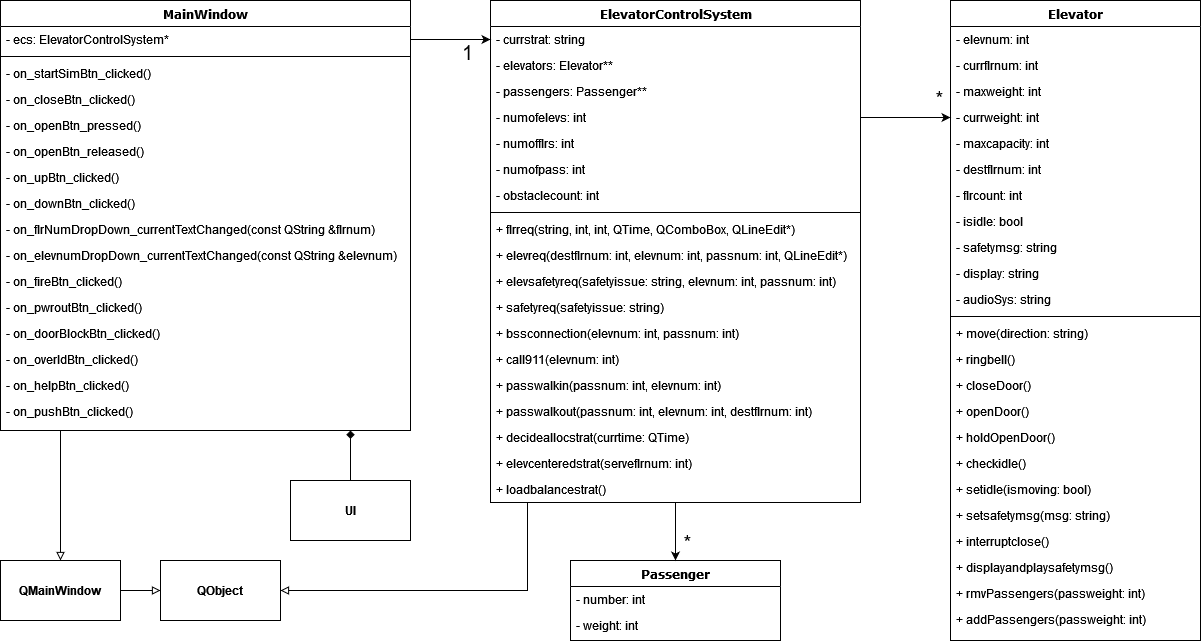 MainWindow
- ecs: ElevatorControlSystem*
- on_startSimBtn_clicked()
- on_closeBtn_clicked()
- on_openBtn_pressed()
- on_openBtn_released()
- on_upBtn_clicked()
- on_downBtn_clicked()
- on_flrNumDropDown_currentTextChanged(const QString &flrnum)
- on_elevnumDropDown_currentTextChanged(const QString &elevnum)
- on_fireBtn_clicked()
- on_pwroutBtn_clicked()
- on_doorBlockBtn_clicked()
- on_overldBtn_clicked()
- on_helpBtn_clicked()
- on_pushBtn_clicked()
1
ElevatorControlSystem
- currstrat: string
- elevators: Elevator**
- passengers: Passenger**
- numofelevs: int
- numofflrs: int
- numofpass: int
- obstaclecount: int
+ flrreq(string, int, int, QTime, QComboBox, QLineEdit*)
+ elevreq(destflrnum: int, elevnum: int, passnum: int, QLineEdit*)
+ elevsafetyreq(safetyissue: string, elevnum: int, passnum: int)
+ safetyreq(safetyissue: string)
+ bssconnection(elevnum: int, passnum: int)
+ call911(elevnum: int)
+ passwalkin(passnum: int, elevnum: int)
+ passwalkout(passnum: int, elevnum: int, destflrnum: int)
+ decideallocstrat(currtime: QTime)
+ elevcenteredstrat(serveflrnum: int)
+ loadbalancestrat()
*
Elevator
- elevnum: int
- currflrnum: int
- maxweight: int
- currweight: int
- maxcapacity: int
- destflrnum: int
- flrcount: int
- isidle: bool
- safetymsg: string
- display: string
- audioSys: string
+ move(direction: string)
+ ringbell()
+ closeDoor()
+ openDoor()
+ holdOpenDoor()
+ checkidle()
+ setidle(ismoving: bool)
+ setsafetymsg(msg: string)
+ interruptclose()
+ displayandplaysafetymsg()
+ rmvPassengers(passweight: int)
+ addPassengers(passweight: int)
UI
QMainWindow
QObject
*
Passenger
- number: int
- weight: int